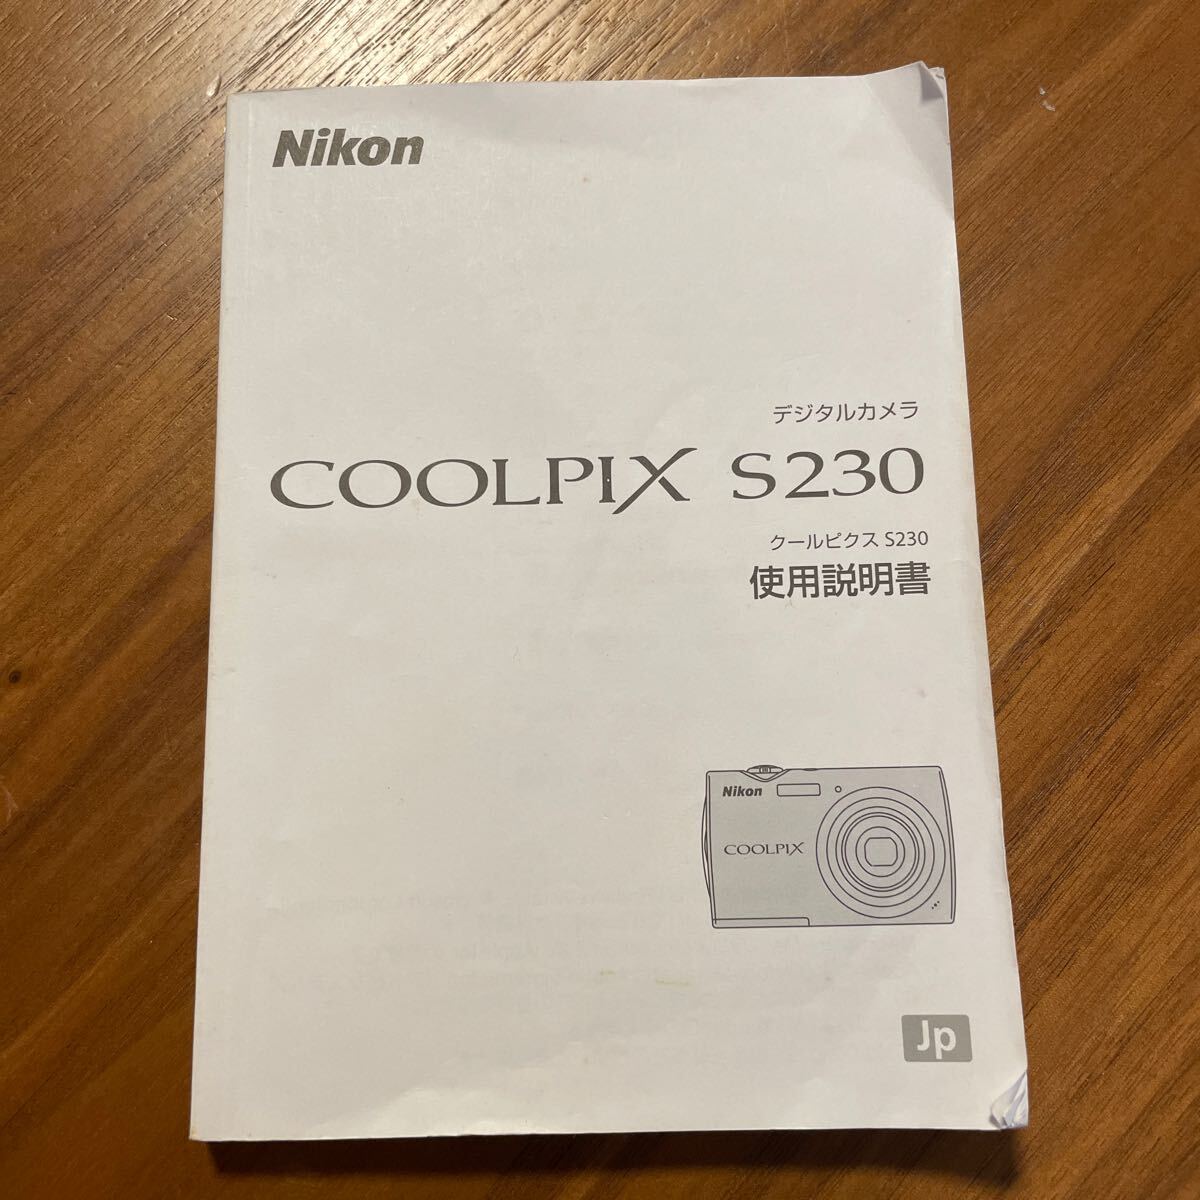 Nikon
デジタルカメラ
COOLPIX S230
クールピクス S230
使用説明書
Nikon
COOLPIX
Jp